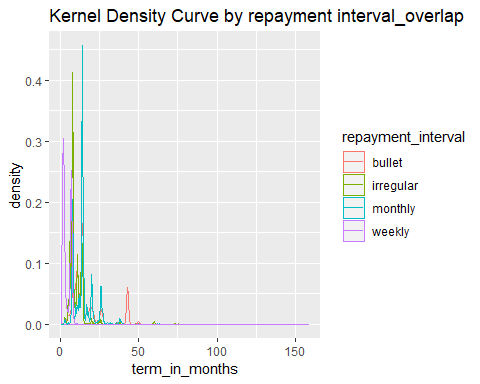 Kernel Density Curve by repayment interval_overlap
density
0.4
0.3
0.2
0.1
0.0
0
50
100
150
term_in_months
repayment_interval
bullet
irregular
monthly
weekly